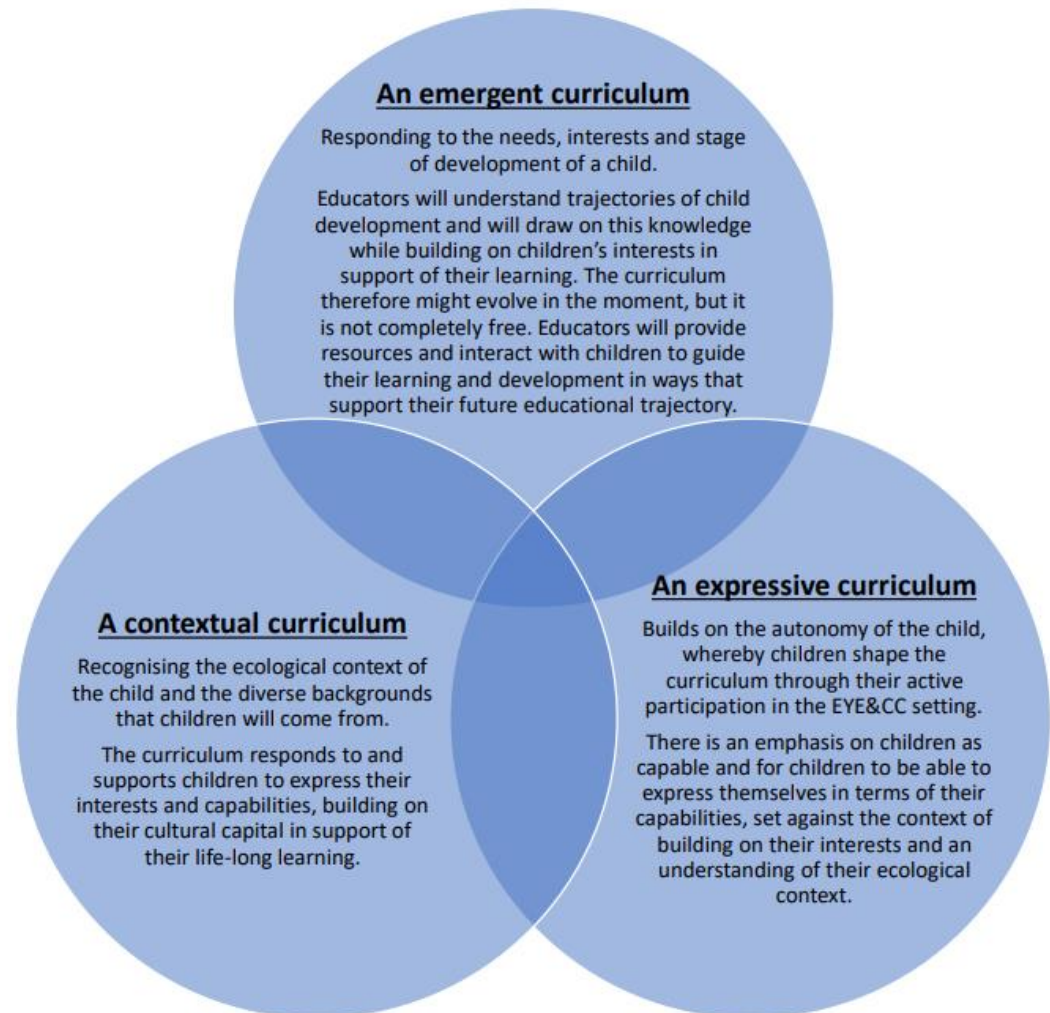 An emergent curriculum
Responding to the needs, interests and stage
of development of a child.
Educators will understand trajectories of child
development and will draw on this knowledge
while building on children’s interests in
support of their learning. The curriculum
therefore might evolve in the moment, but it
is not completely free. Educators will provide
resources and interact with children to guide
their learning and development in ways that
support their future educational trajectory.
A contextual curriculum
Recognising the ecological context of
the child and the diverse backgrounds
that children will come from.
The curriculum responds to and
supports children to express their
interests and capabilities, building on
their cultural capital in support of
their life-long learning.
An expressive curriculum
Builds on the autonomy of the child,
whereby children shape the
curriculum through their active
participation in the EYE&CC setting.
There is an emphasis on children as
capable and for children to be able to
express themselves in terms of their
capabilities, set against the context of
building on their interests and an
understanding of their ecological
context.